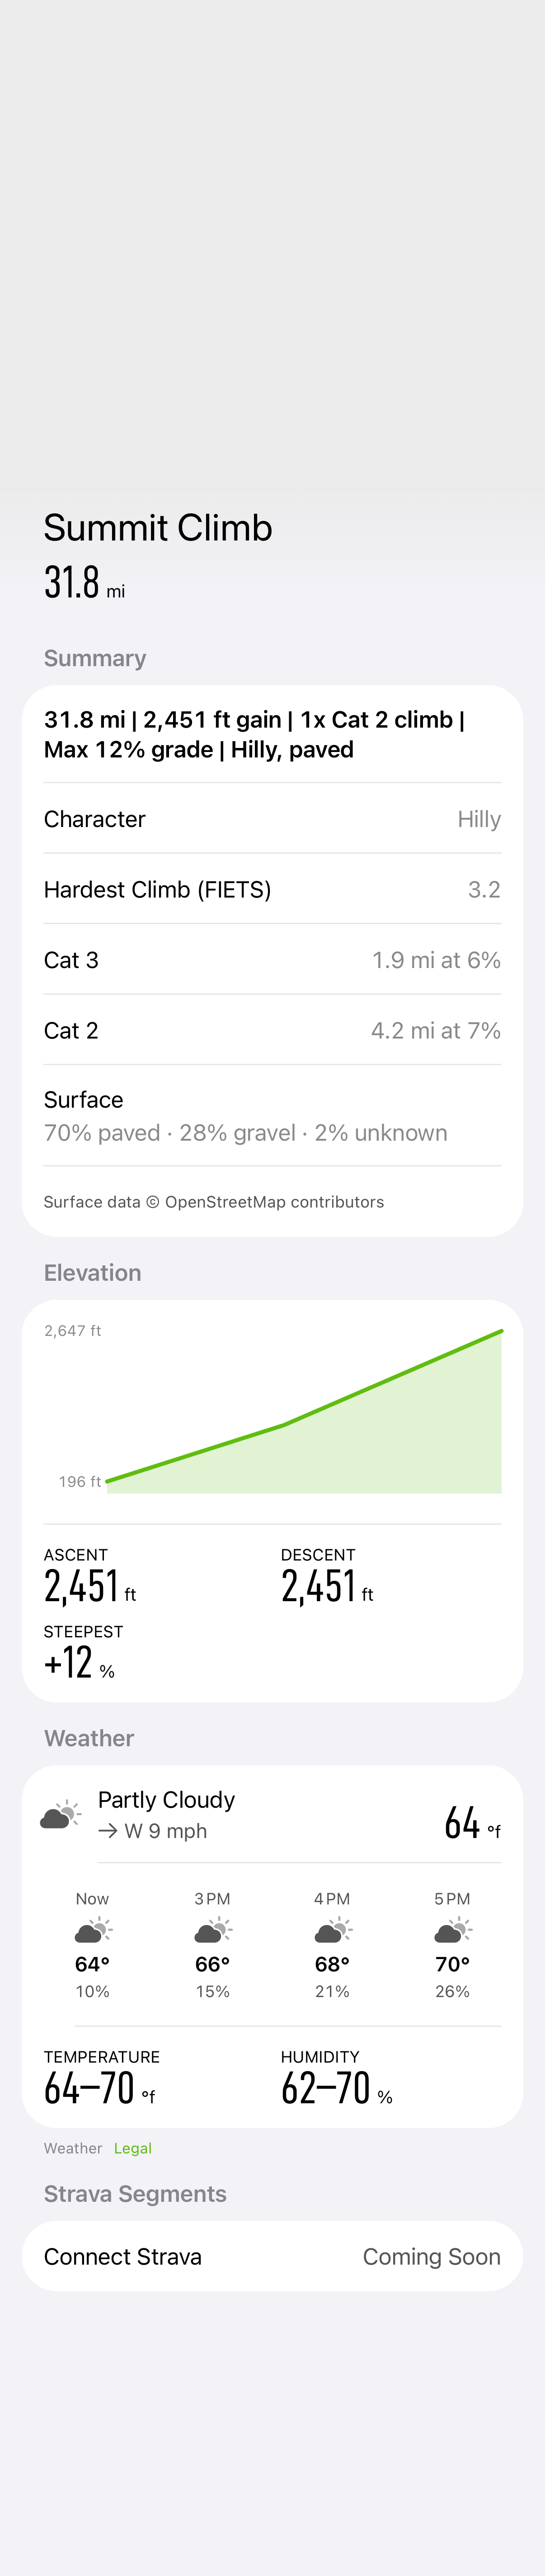 Summit Climb
31.8 mi
Summary
31.8 mi | 2,451 ft gain | 1x Cat 2 climb |
Max 12% grade | Hilly, paved
Character Hilly
Hardest Climb (FIETS) 3.2
Cat 3 1.9 mi at 6%
Cat 2 4.2 mi at 7%
Surface
70% paved · 28% gravel · 2% unknown
Surface data © OpenStreetMap contributors
Elevation
2,647 ft
196 ft
ASCENT DESCENT
2,451 ft 2,451 ft
STEEPEST
+12 %
Weather
Partly Cloudy
→ W 9 mph 64 °f
Now 3 PM 4 PM 5 PM
64° 66° 68° 70°
10% 15% 21% 26%
TEMPERATURE HUMIDITY
64–70 °f 62–70 %
Weather Legal
Strava Segments
Connect Strava Coming Soon